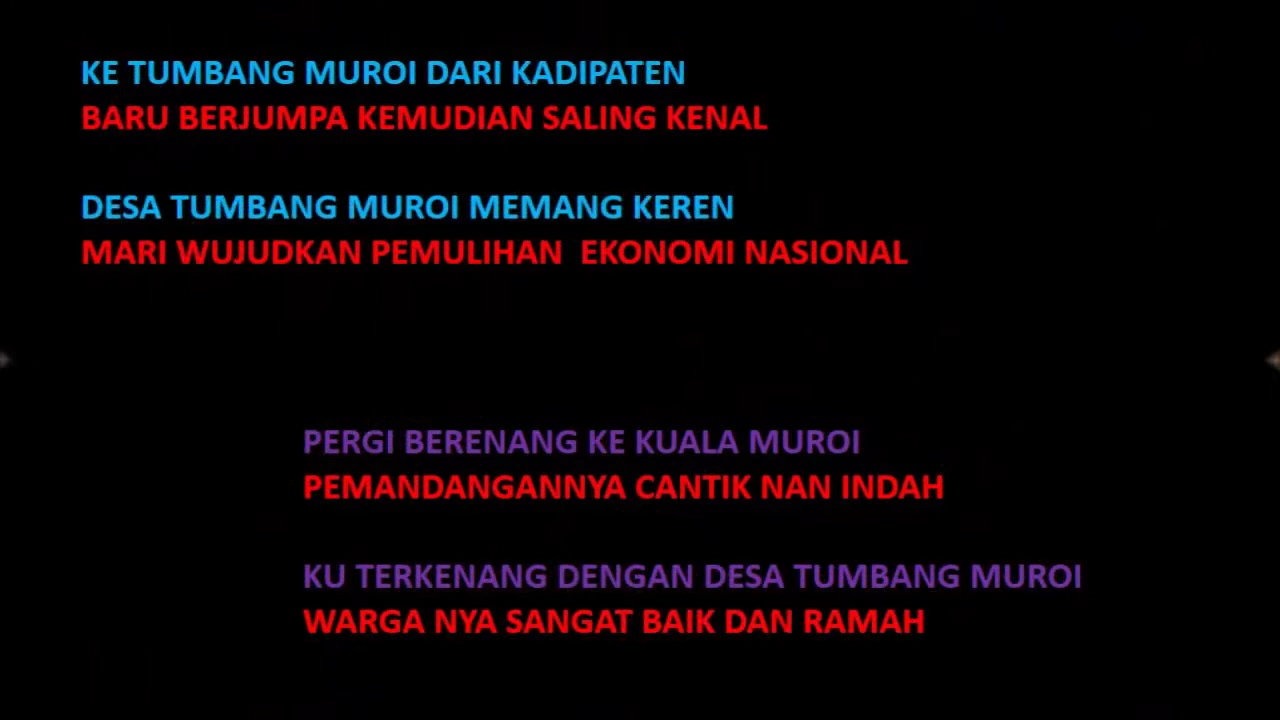 KE TUMBANG MUROI DARI KADIPATEN
BARU BERJUMPA KEMUDIAN SALING KENAL
DESA TUMBANG MUROI MEMANG KEREN
MARI WUJUDKAN PEMULIHAN  EKONOMI NASIONAL
PERGI BERENANG KE KUALA MUROI
PEMANDANGANNYA CANTIK NAN INDAH
KU TERKENANG DENGAN DESA TUMBANG MUROI
WARGA NYA SANGAT BAIK DAN RAMAH